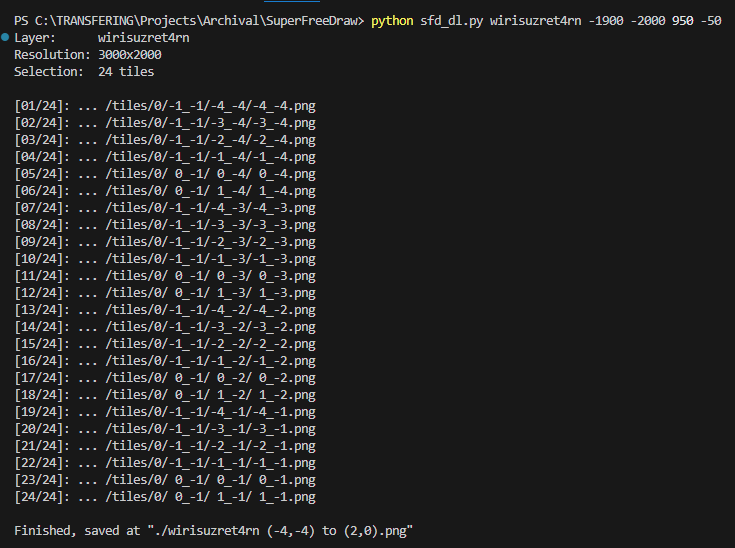 PS C:\TRANSFERING\Projects\Archival\SuperFreeDraw> python sfd_dl.py wirisuzret4rn -1900 -2000 950 -50
Layer:      wirisuzret4rn
Resolution: 3000x2000
Selection:  24 tiles
[01/24]: ... /tiles/0/-1_-1/-4_-4/-4_-4.png
[02/24]: ... /tiles/0/-1_-1/-3_-4/-3_-4.png
[03/24]: ... /tiles/0/-1_-1/-2_-4/-2_-4.png
[04/24]: ... /tiles/0/-1_-1/-1_-4/-1_-4.png
[05/24]: ... /tiles/0/ 0_-1/ 0_-4/ 0_-4.png
[06/24]: ... /tiles/0/ 0_-1/ 1_-4/ 1_-4.png
[07/24]: ... /tiles/0/-1_-1/-4_-3/-4_-3.png
[08/24]: ... /tiles/0/-1_-1/-3_-3/-3_-3.png
[09/24]: ... /tiles/0/-1_-1/-2_-3/-2_-3.png
[10/24]: ... /tiles/0/-1_-1/-1_-3/-1_-3.png
[11/24]: ... /tiles/0/ 0_-1/ 0_-3/ 0_-3.png
[12/24]: ... /tiles/0/ 0_-1/ 1_-3/ 1_-3.png
[13/24]: ... /tiles/0/-1_-1/-4_-2/-4_-2.png
[14/24]: ... /tiles/0/-1_-1/-3_-2/-3_-2.png
[15/24]: ... /tiles/0/-1_-1/-2_-2/-2_-2.png
[16/24]: ... /tiles/0/-1_-1/-1_-2/-1_-2.png
[17/24]: ... /tiles/0/ 0_-1/ 0_-2/ 0_-2.png
[18/24]: ... /tiles/0/ 0_-1/ 1_-2/ 1_-2.png
[19/24]: ... /tiles/0/-1_-1/-4_-1/-4_-1.png
[20/24]: ... /tiles/0/-1_-1/-3_-1/-3_-1.png
[21/24]: ... /tiles/0/-1_-1/-2_-1/-2_-1.png
[22/24]: ... /tiles/0/-1_-1/-1_-1/-1_-1.png
[23/24]: ... /tiles/0/ 0_-1/ 0_-1/ 0_-1.png
[24/24]: ... /tiles/0/ 0_-1/ 1_-1/ 1_-1.png
Finished, saved at "./wirisuzret4rn (-4,-4) to (2,0).png"